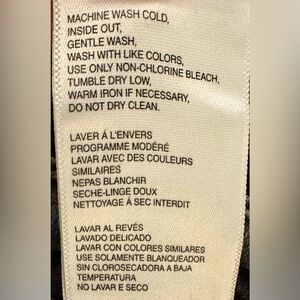 MACHINE WASH COLD,
INSIDE OUT,
GENTLE WASH,
WASH WITH LIKE COLORS,
USE ONLY NON-CHLORINE BLEACH,
TUMBLE DRY LOW,
WARM IRON IF NECESSARY,
DO NOT DRY CLEAN.
LAVER Á L'ENVERS
PROGRAMME MODÉRÉ
LAVAR AVEC DES COULEURS
SIMILAIRES
NEPAS BLANCHIR
SECHE-LINGE DOUX
NETTOYAGE Á SEC INTERDIT
LAVAR AL REVÉS
LAVADO DELICADO
LAVAR CON COLORES SIMILARES
USE SOLAMENTE BLANQUEADOR
SIN CLOROSECADORA A BAJA
TEMPERATURA
NO LAVAR E SECO